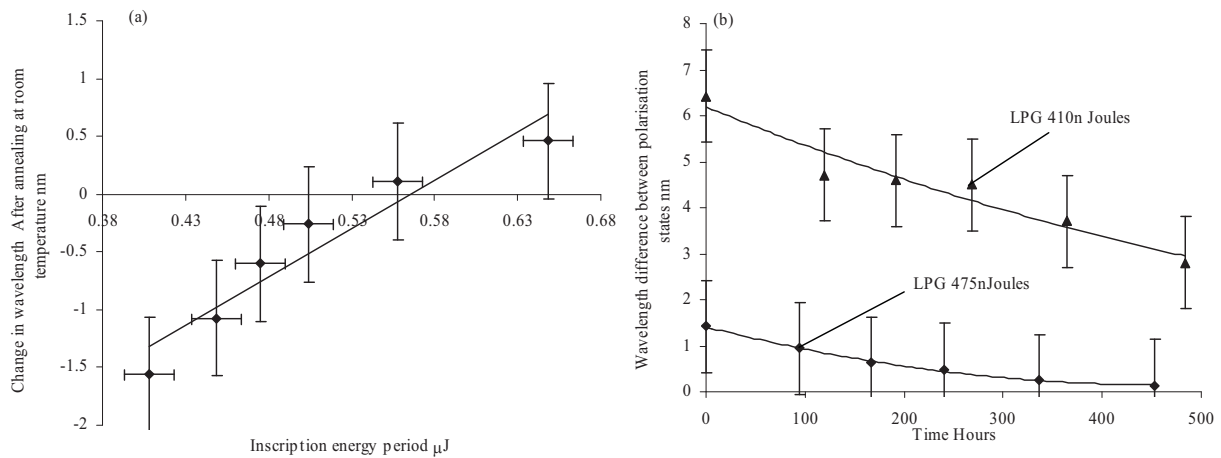 (a)
1.5
1
0.5
0
-0.5
-1
-1.5
-2
0.38 0.43 0.48 0.53 0.58 0.63 0.68
Change in wavelength After annealing at room
temperature nm
Inscription energy period µJ
(b)
8
7
6
5
4
3
2
1
0
0 100 200 300 400 500
Wavelength difference between polarisation
states nm
Time Hours
LPG 410n Joules
LPG 475nJoules